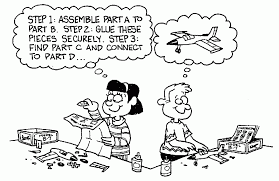 STEP 1: ASSEMBLE PART A TO
PART B. STEP 2: GLUE THESE
PIECES SECURELY. STEP 3:
FIND PART C AND CONNECT
TO PART D...